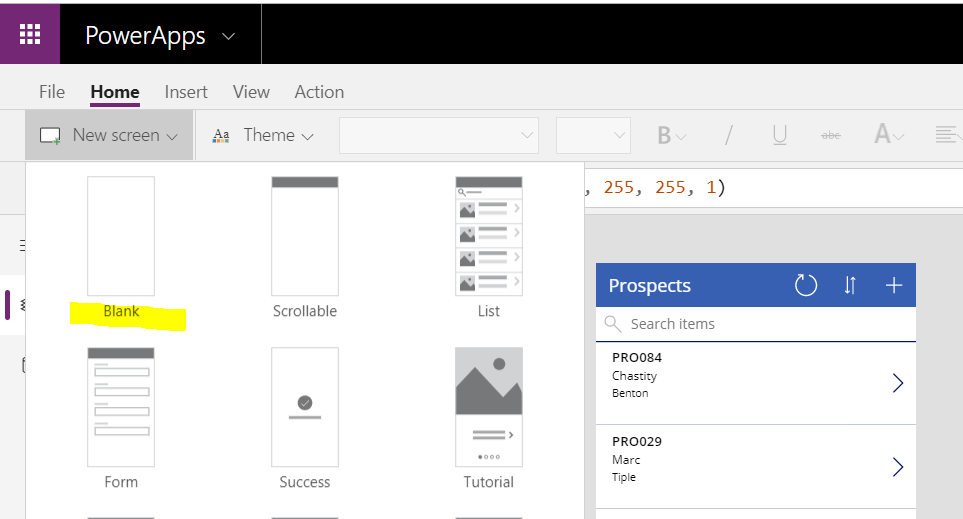 PowerApps
File Home Insert View Action
New screen Aa Theme B / U abc A
, 255, 255, 1)
Blank Scrollable List
Form Success Tutorial
Prospects
Search items
PRO084
Chastity
Benton
PRO029
Marc
Tiple